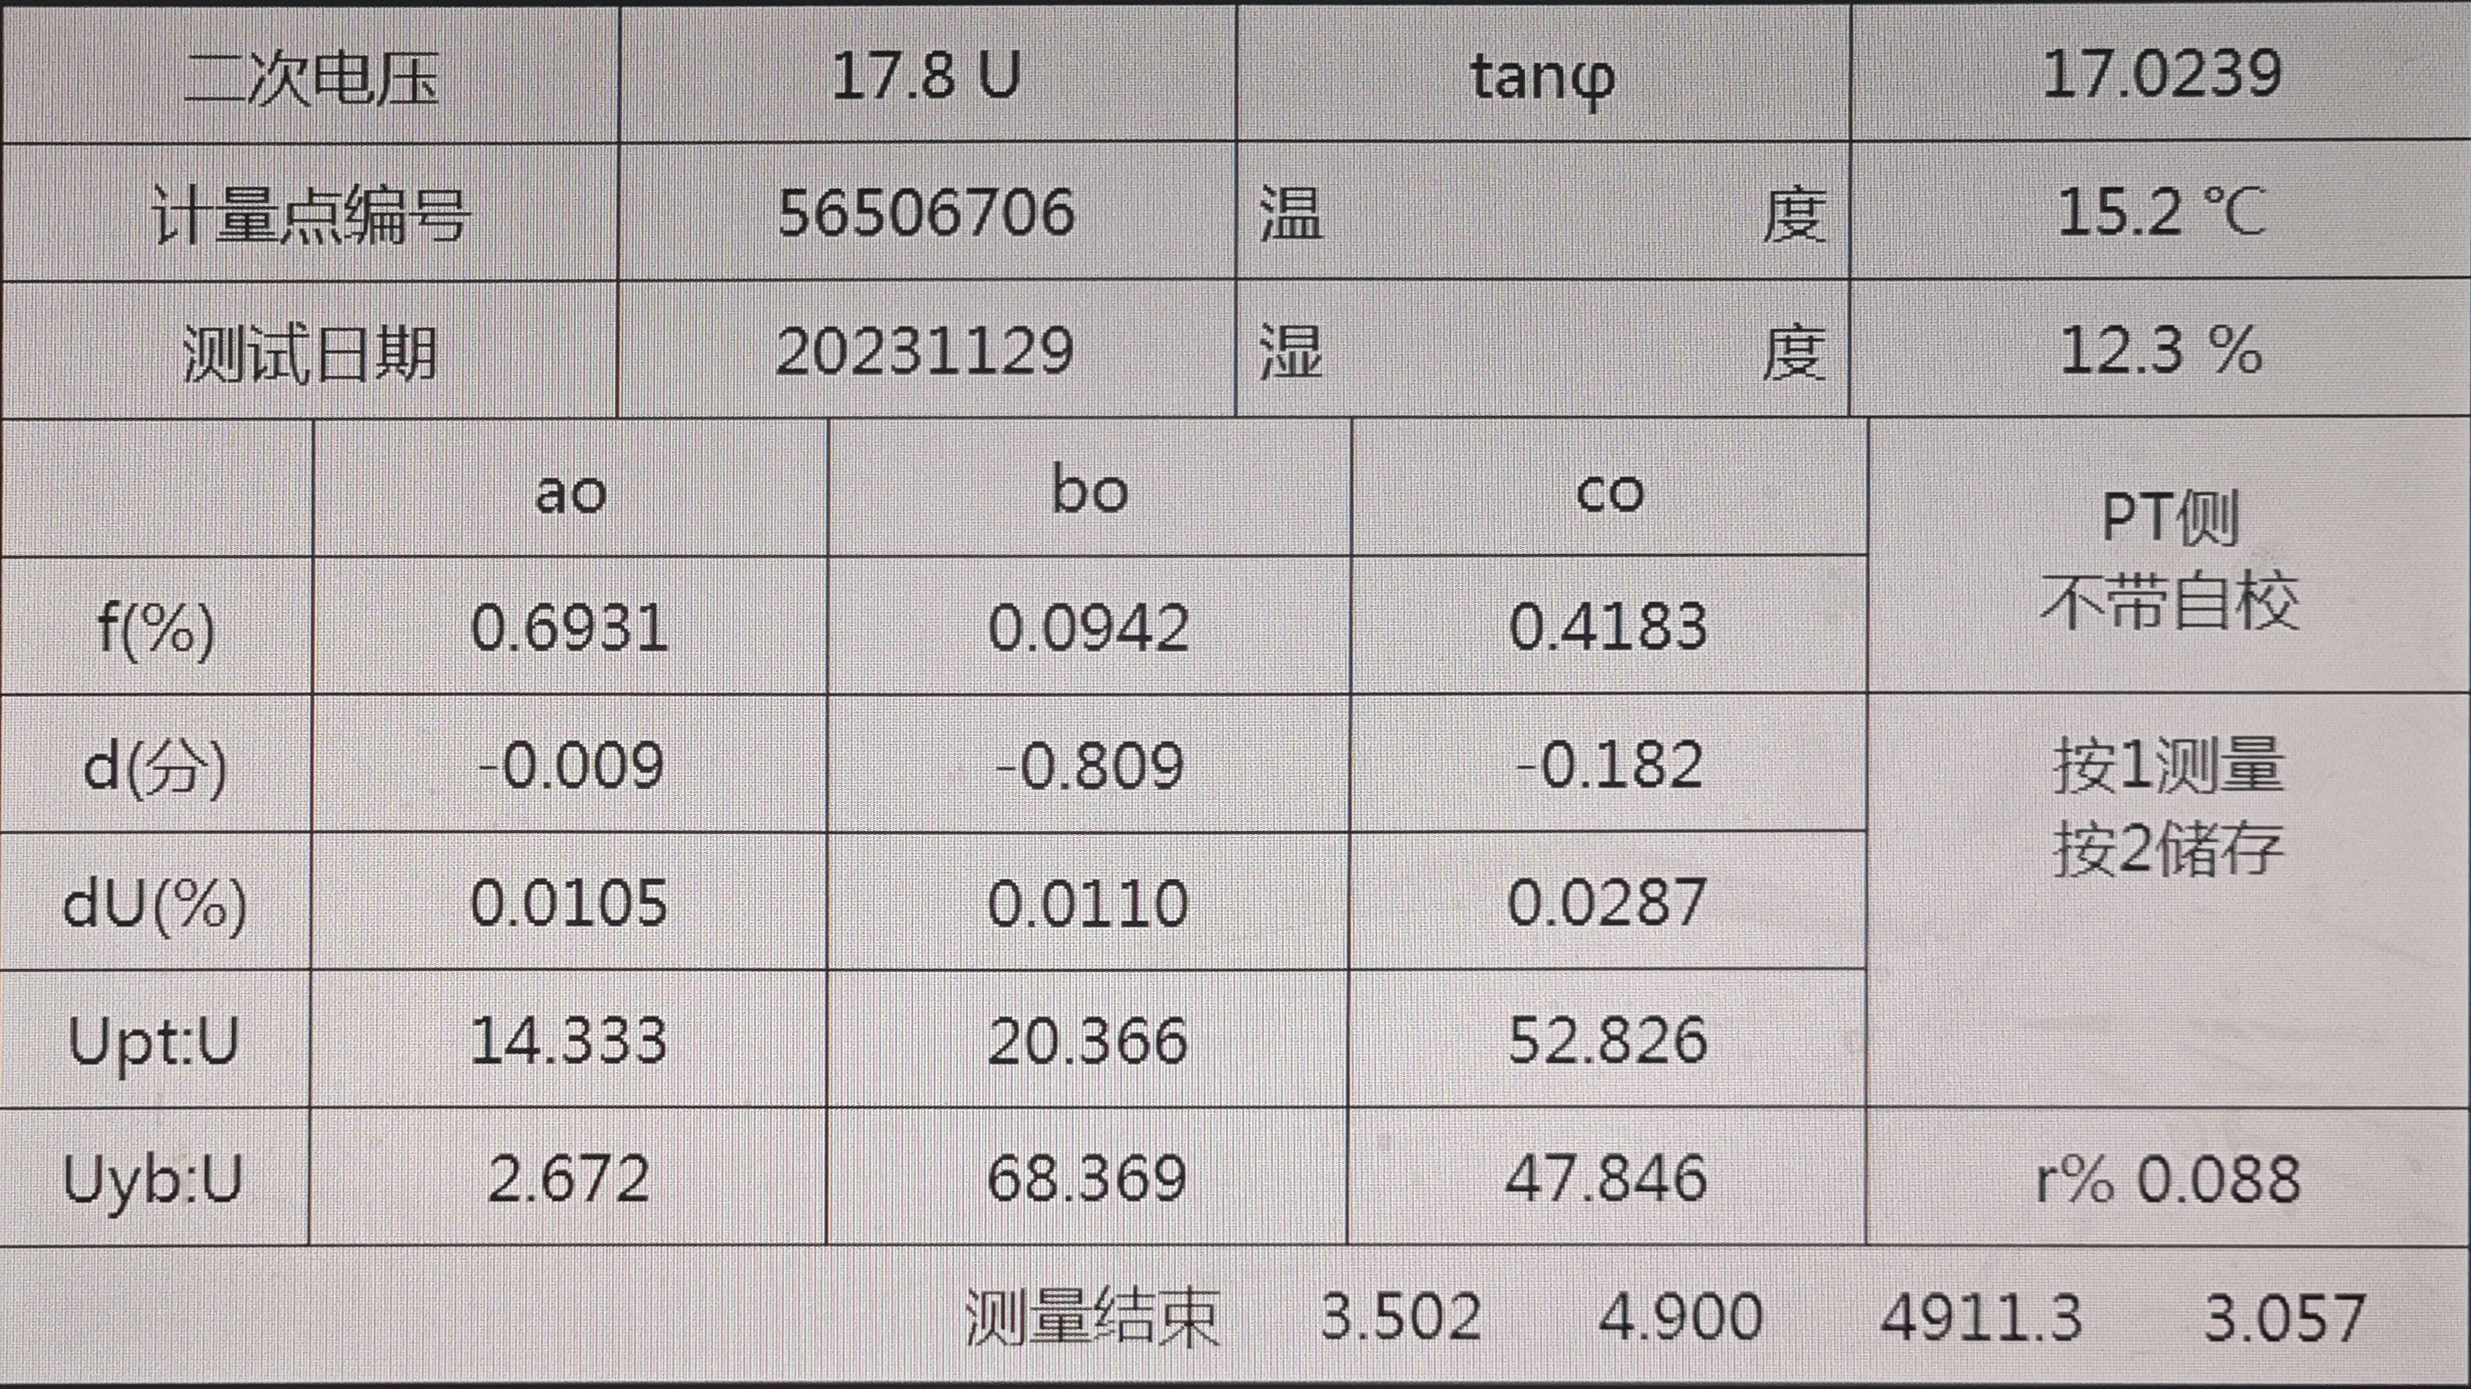 二次电压 17.8 U tanφ 17.0239
计量点编号 56506706 温 度 15.2 ℃
测试日期 20231129 湿 度 12.3 %
ao bo co
PT侧
不带自校
f(%) 0.6931 0.0942 0.4183
d(分) -0.009 -0.809 -0.182
按1测量
按2储存
dU(%) 0.0105 0.0110 0.0287
Upt:U 14.333 20.366 52.826
Uyb:U 2.672 68.369 47.846 r% 0.088
测量结束 3.502 4.900 4911.3 3.057